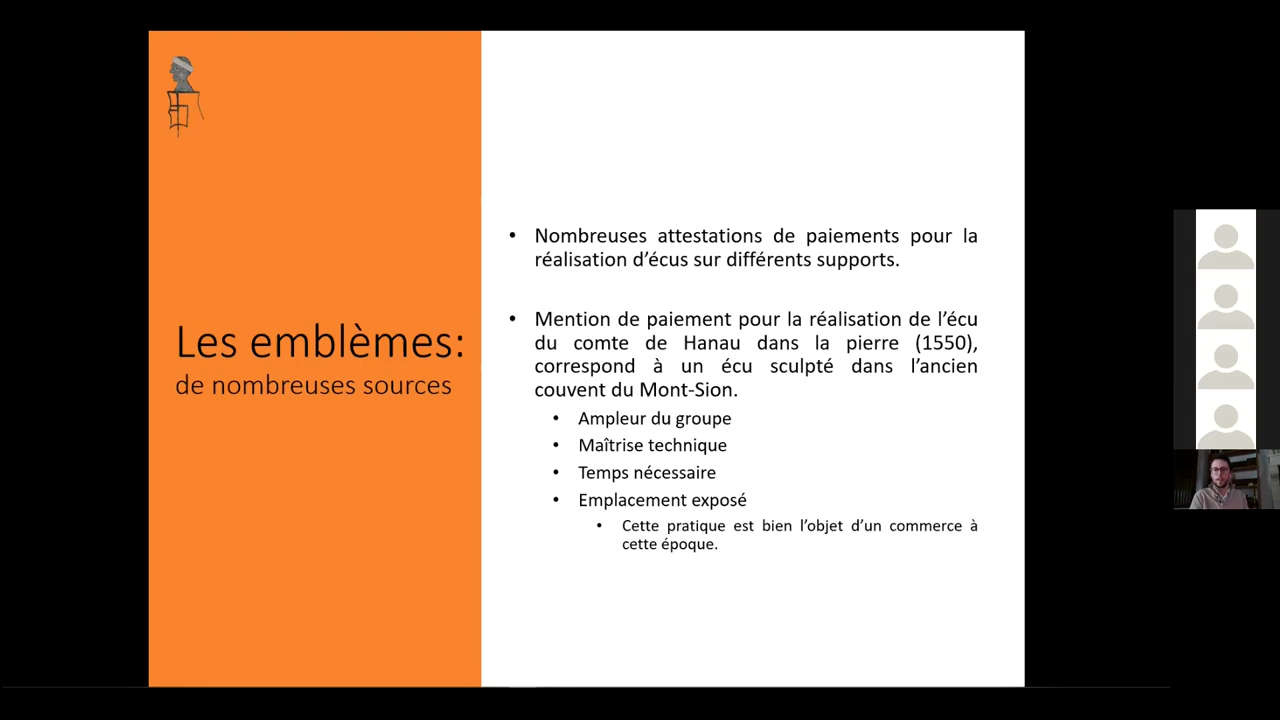 Les emblèmes:
de nombreuses sources
• Nombreuses attestations de paiements pour la
réalisation d’écus sur différents supports.
• Mention de paiement pour la réalisation de l’écu
du comte de Hanau dans la pierre (1550),
correspond à un écu sculpté dans l’ancien
couvent du Mont-Sion.
• Ampleur du groupe
• Maîtrise technique
• Temps nécessaire
• Emplacement exposé
• Cette pratique est bien l’objet d’un commerce à
cette époque.